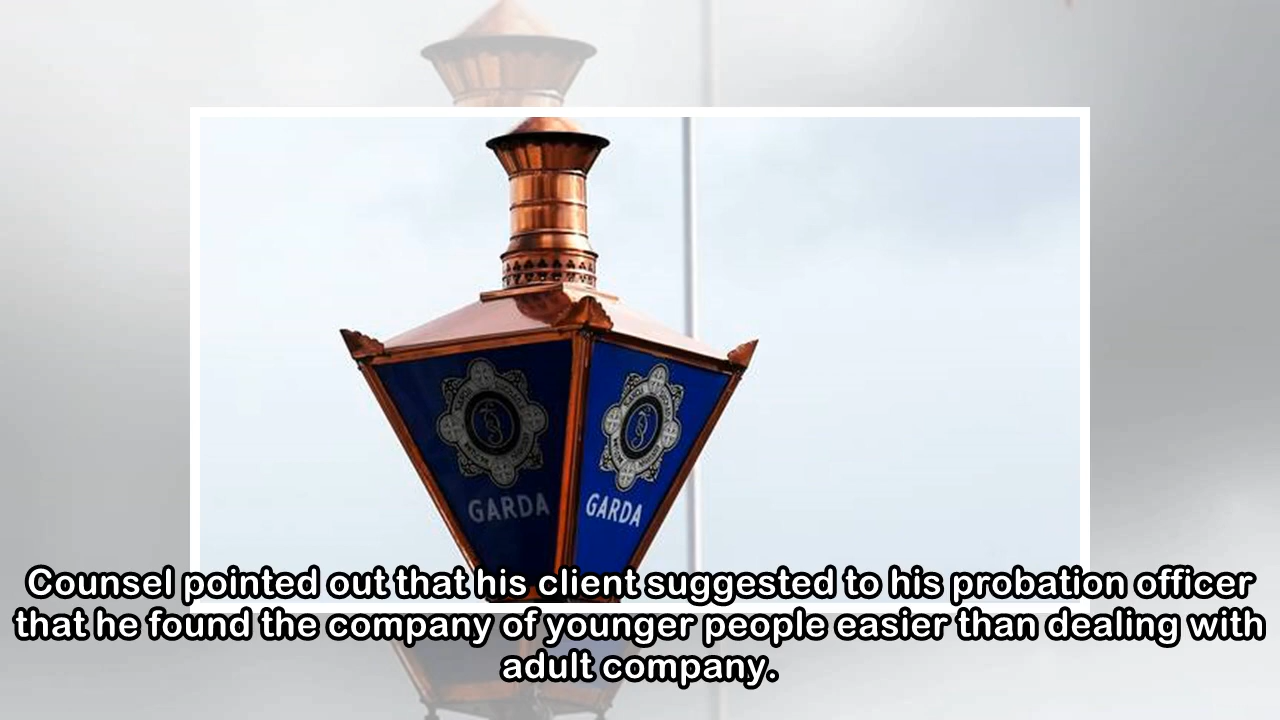 GARDA
GARDA
Counsel pointed out that his client suggested to his probation officer
that he found the company of younger people easier than dealing with
adult company.